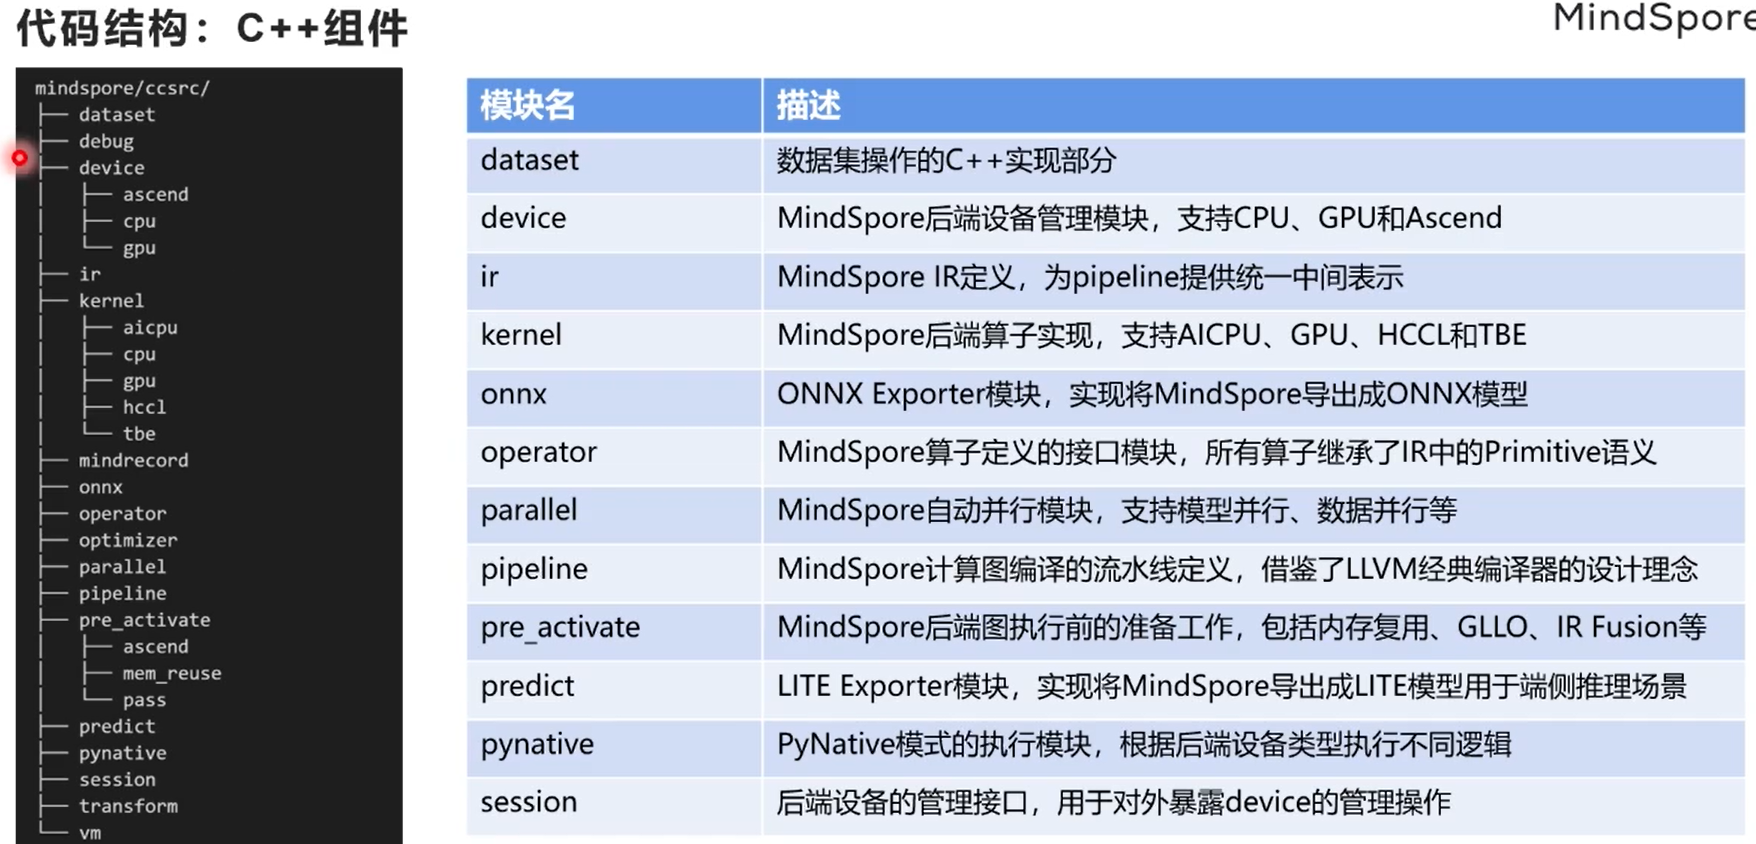 代码结构：C++组件
MindSpore
mindspore/ccsrc/
├── dataset
├── debug
├── device
│   ├── ascend
│   ├── cpu
│   └── gpu
├── ir
├── kernel
│   ├── aicpu
│   ├── cpu
│   ├── gpu
│   ├── hccl
│   └── tbe
├── mindrecord
├── onnx
├── operator
├── optimizer
├── parallel
├── pipeline
├── pre_activate
│   ├── ascend
│   ├── mem_reuse
│   └── pass
├── predict
├── pynative
├── session
├── transform
└── vm
模块名 描述
dataset 数据集操作的C++实现部分
device MindSpore后端设备管理模块，支持CPU、GPU和Ascend
ir MindSpore IR定义，为pipeline提供统一中间表示
kernel MindSpore后端算子实现，支持AICPU、GPU、HCCL和TBE
onnx ONNX Exporter模块，实现将MindSpore导出成ONNX模型
operator MindSpore算子定义的接口模块，所有算子继承了IR中的Primitive语义
parallel MindSpore自动并行模块，支持模型并行、数据并行等
pipeline MindSpore计算图编译的流水线定义，借鉴了LLVM经典编译器的设计理念
pre_activate MindSpore后端图执行前的准备工作，包括内存复用、GLLO、IR Fusion等
predict LITE Exporter模块，实现将MindSpore导出成LITE模型用于端侧推理场景
pynative PyNative模式的执行模块，根据后端设备类型执行不同逻辑
session 后端设备的管理接口，用于对外暴露device的管理操作